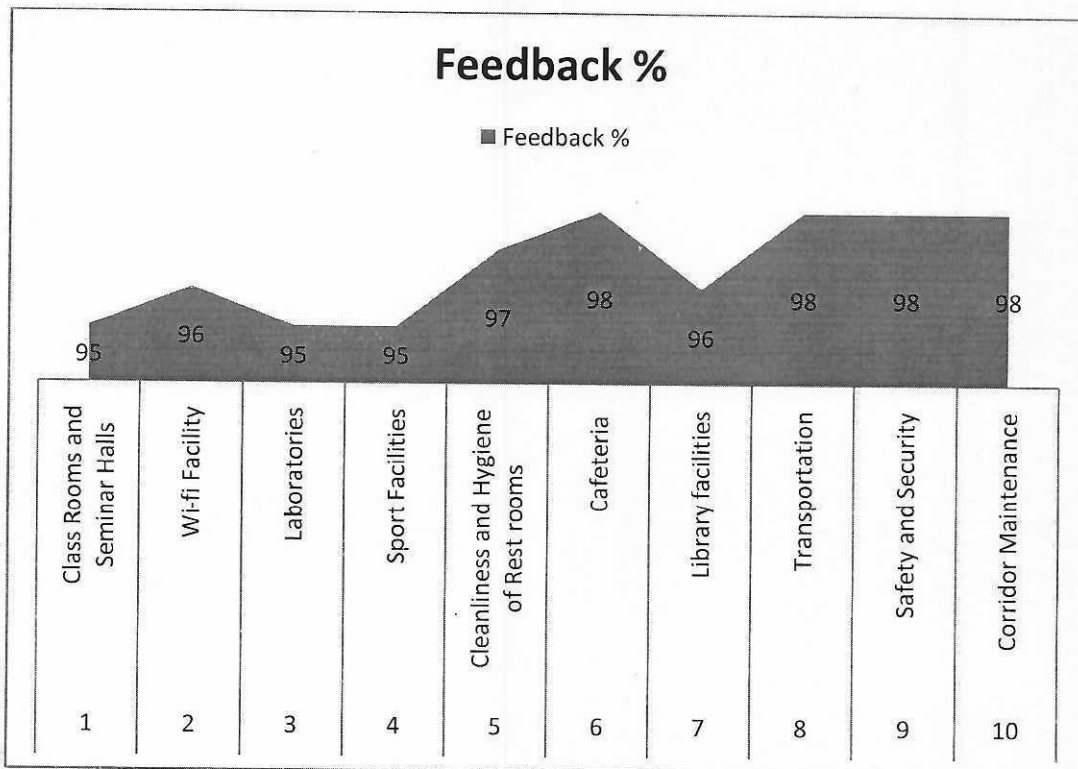 Feedback %
Feedback %
95
96
95
95
97
98
96
98
98
98
Class Rooms and
Seminar Halls
Wi-fi Facility
Laboratories
Sport Facilities
Cleanliness and Hygiene
of Rest rooms
Cafeteria
Library facilities
Transportation
Safety and Security
Corridor Maintenance
1
2
3
4
5
6
7
8
9
10